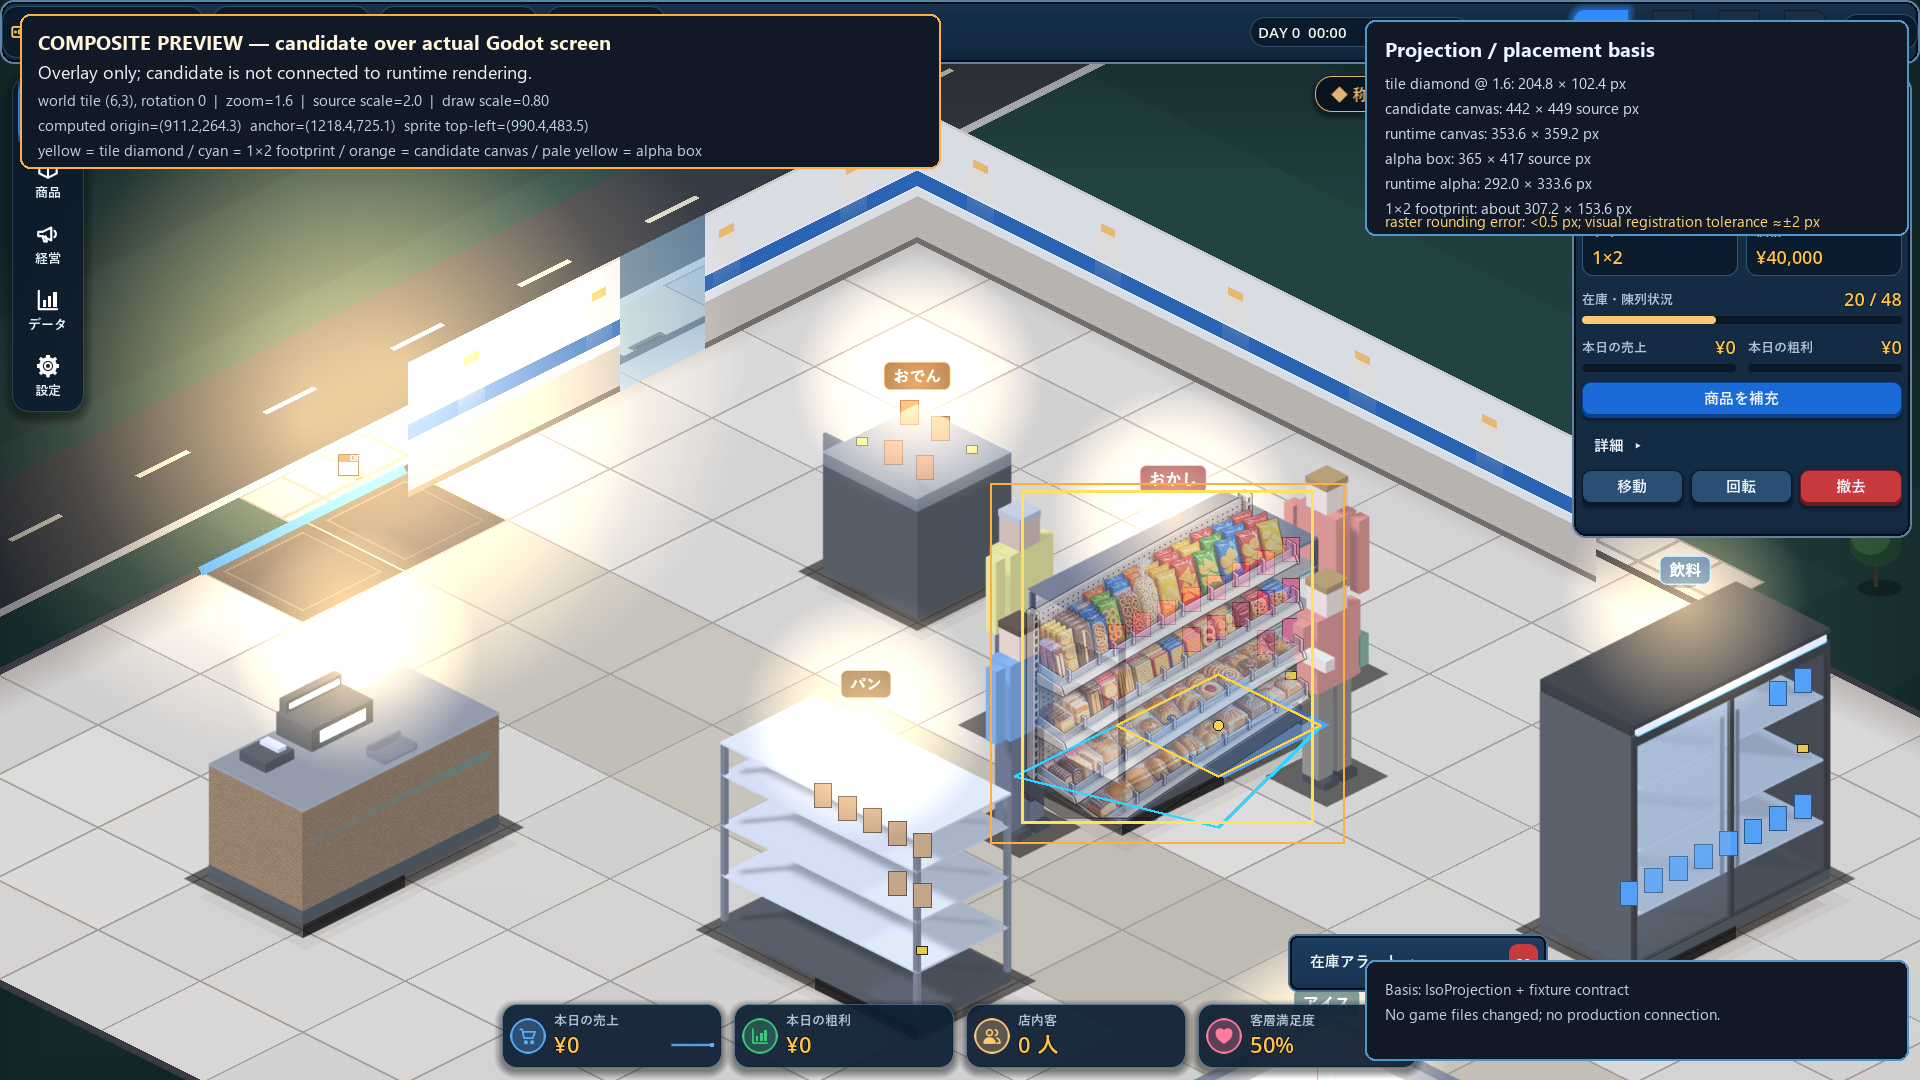 COMPOSITE PREVIEW — candidate over actual Godot screen
Overlay only; candidate is not connected to runtime rendering.
world tile (6,3), rotation 0 | zoom=1.6 | source scale=2.0 | draw scale=0.80
computed origin=(911.2,264.3) anchor=(1218.4,725.1) sprite top-left=(990.4,483.5)
yellow = tile diamond / cyan = 1×2 footprint / orange = candidate canvas / pale yellow = alpha box
DAY 0 00:00
◆ 称
Projection / placement basis
tile diamond @ 1.6: 204.8 × 102.4 px
candidate canvas: 442 × 449 source px
runtime canvas: 353.6 × 359.2 px
alpha box: 365 × 417 source px
runtime alpha: 292.0 × 333.6 px
1×2 footprint: about 307.2 × 153.6 px
raster rounding error: <0.5 px; visual registration tolerance ≈±2 px
商品
経営
データ
設定
1×2
¥40,000
在庫・陳列状況
20 / 48
本日の売上
¥0
本日の粗利
¥0
商品を補充
詳細 ▸
移動
回転
撤去
おでん
おかし
パン
飲料
在庫アラ
アイス
Basis: IsoProjection + fixture contract
No game files changed; no production connection.
本日の売上
¥0
本日の粗利
¥0
店内客
0 人
客層満足度
50%